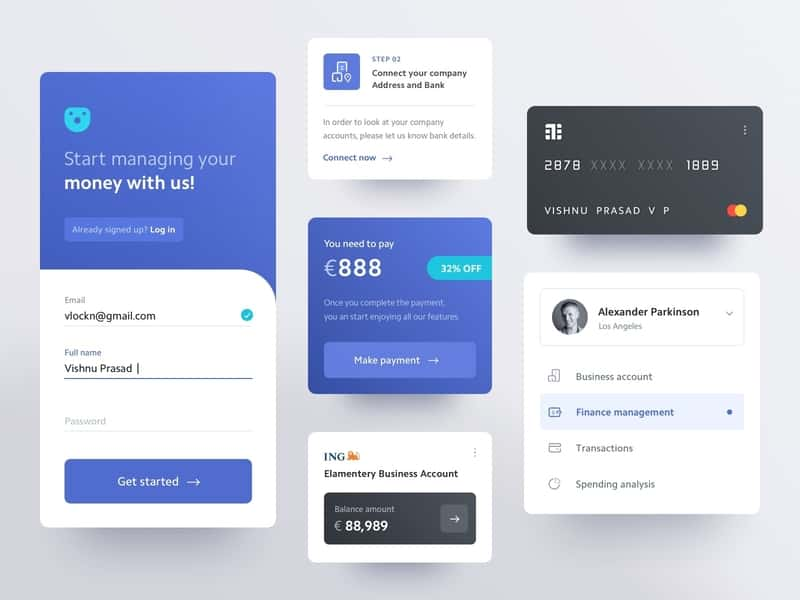 Start managing your
money with us!
Already signed up? Log in
Email
vlockn@gmail.com
Full name
Vishnu Prasad
Password
Get started
STEP 02
Connect your company
Address and Bank
In order to look at your company
accounts, please let us know bank details.
Connect now
You need to pay
€888
32% OFF
Once you complete the payment,
you an start enjoying all our features
Make payment
ING
Elamentery Business Account
Balance amount
€ 88,989
2878 XXXX XXXX 1889
VISHNU PRASAD V P
Alexander Parkinson
Los Angeles
Business account
Finance management
Transactions
Spending analysis